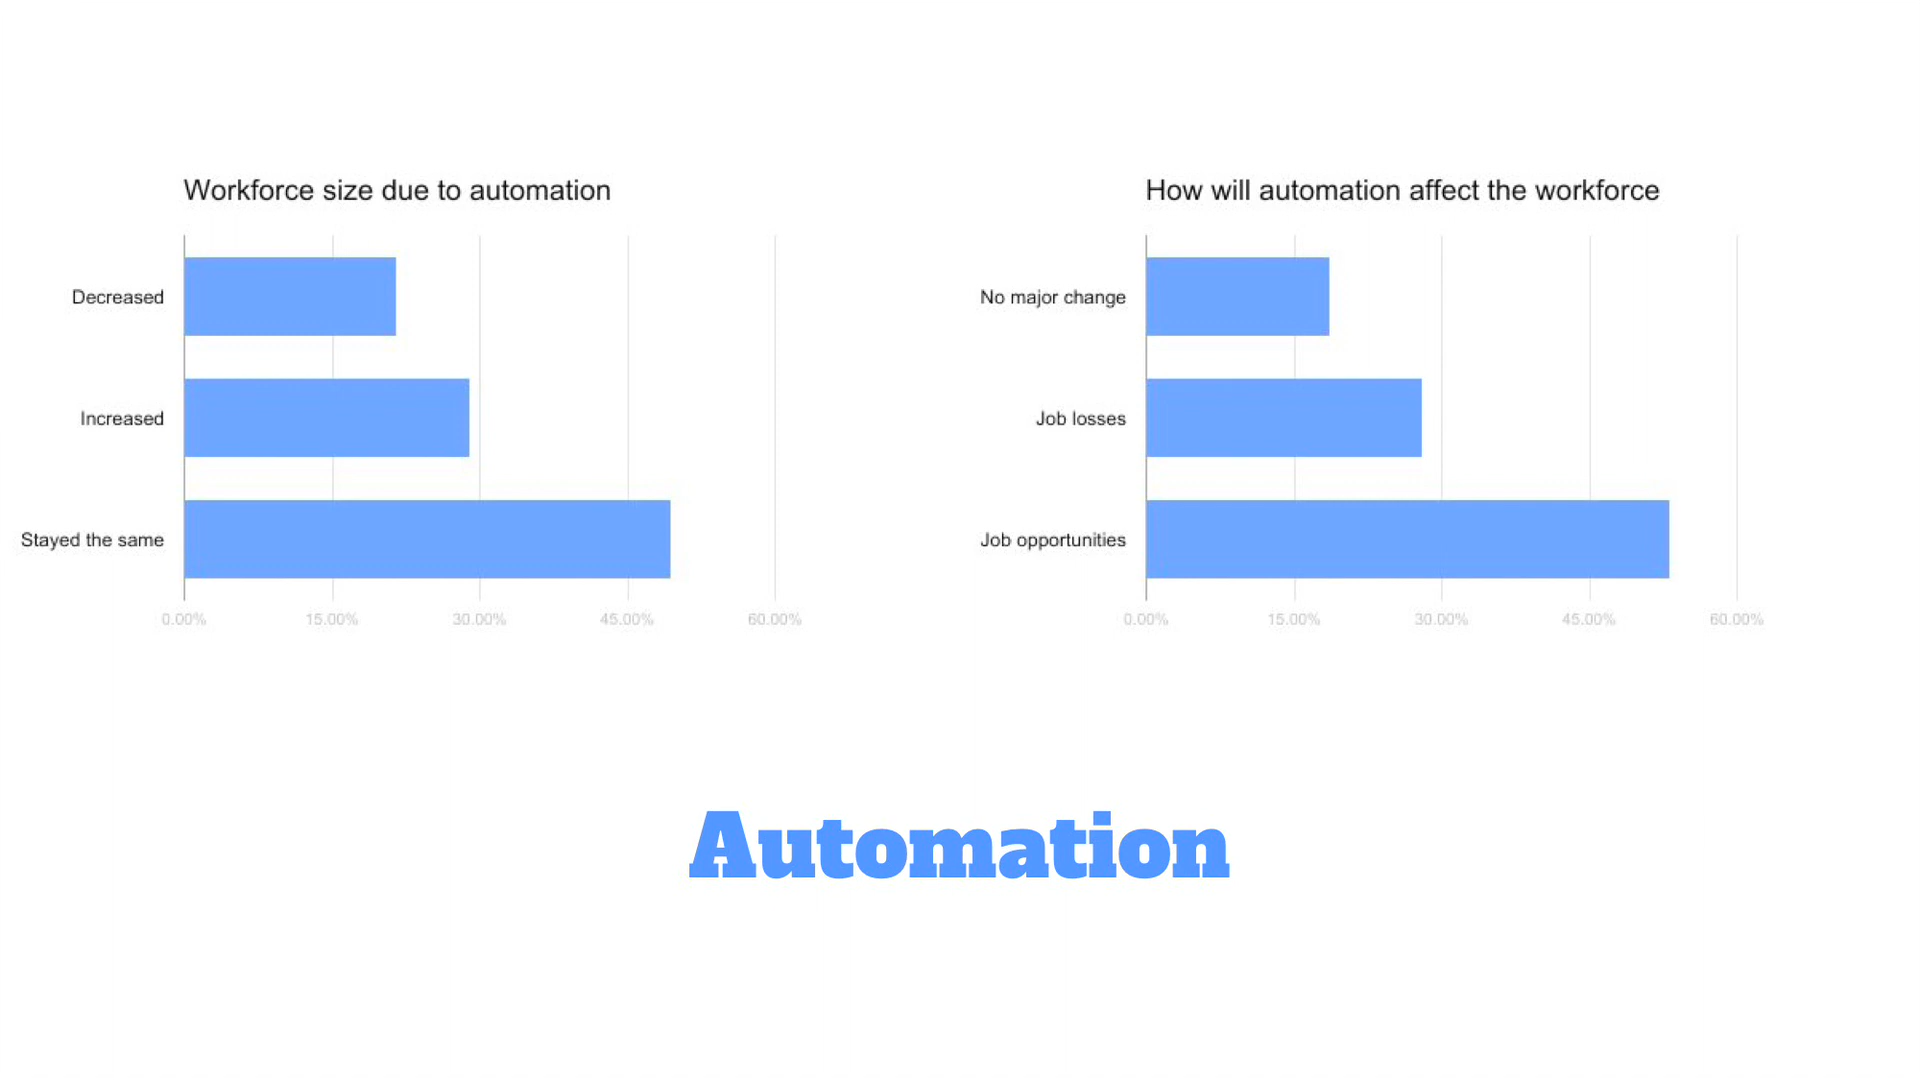 Workforce size due to automation
Decreased
Increased
Stayed the same
0.00% 15.00% 30.00% 45.00% 60.00%
How will automation affect the workforce
No major change
Job losses
Job opportunities
0.00% 15.00% 30.00% 45.00% 60.00%
Automation